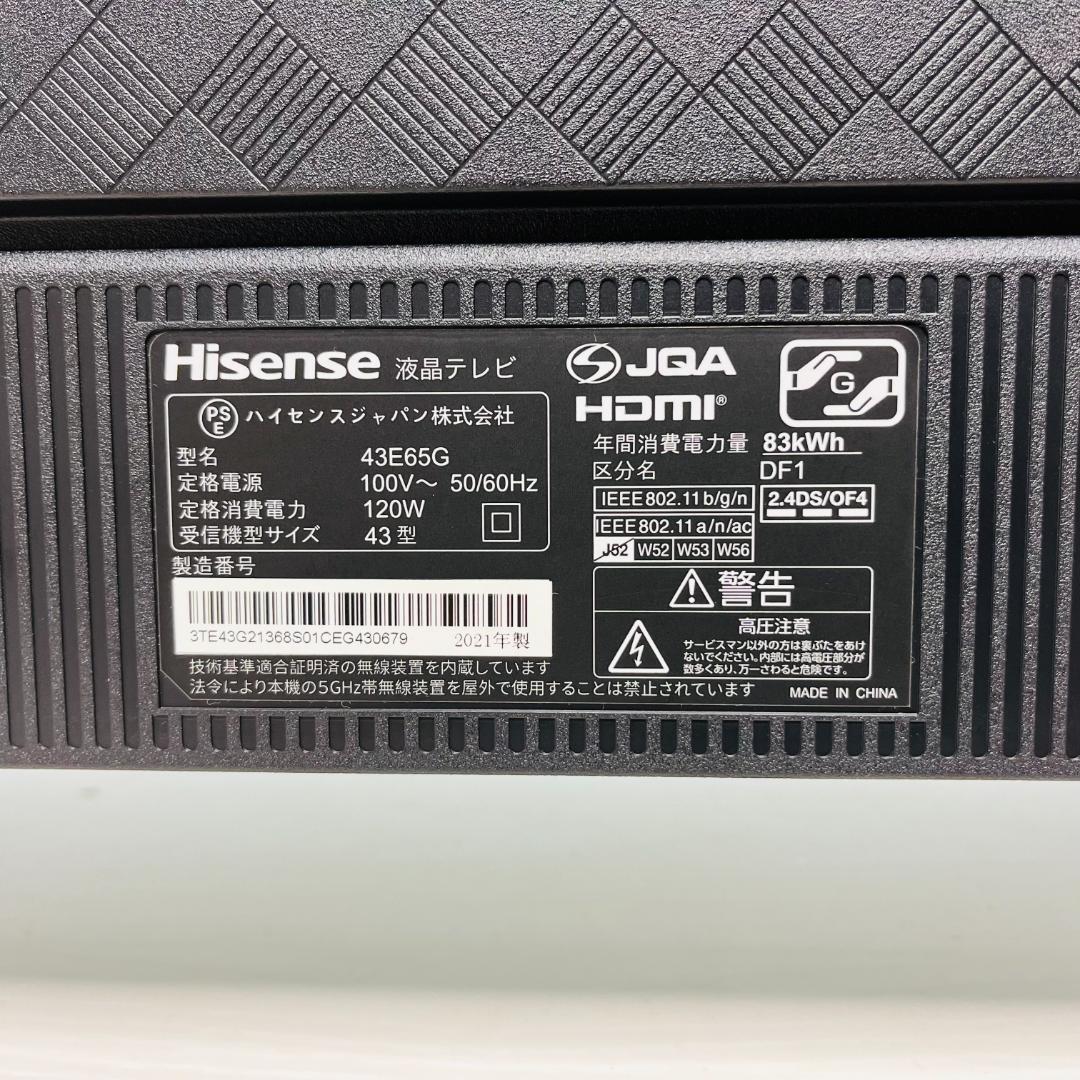 Hisense 液晶テレビ
PSE ハイセンスジャパン株式会社
型名 43E65G
定格電源 100V～ 50/60Hz
定格消費電力 120W
受信機型サイズ 43型
製造番号
3TE43G21368S01CEG430679 2021年製
技術基準適合証明済の無線装置を内蔵しています
法令により本機の5GHz帯無線装置を屋外で使用することは禁止されています
JQA
HDMI®
G
年間消費電力量 83kWh
区分名 DF1
IEEE802.11b/g/n
2.4DS/OF4
IEEE802.11a/n/ac
J52 W52 W53 W56
警告
高圧注意
サービスマン以外の方は裏ぶたをあけ
ないでください。内部には高電圧部分が
数多くあり、万一さわると危険です。
MADE IN CHINA